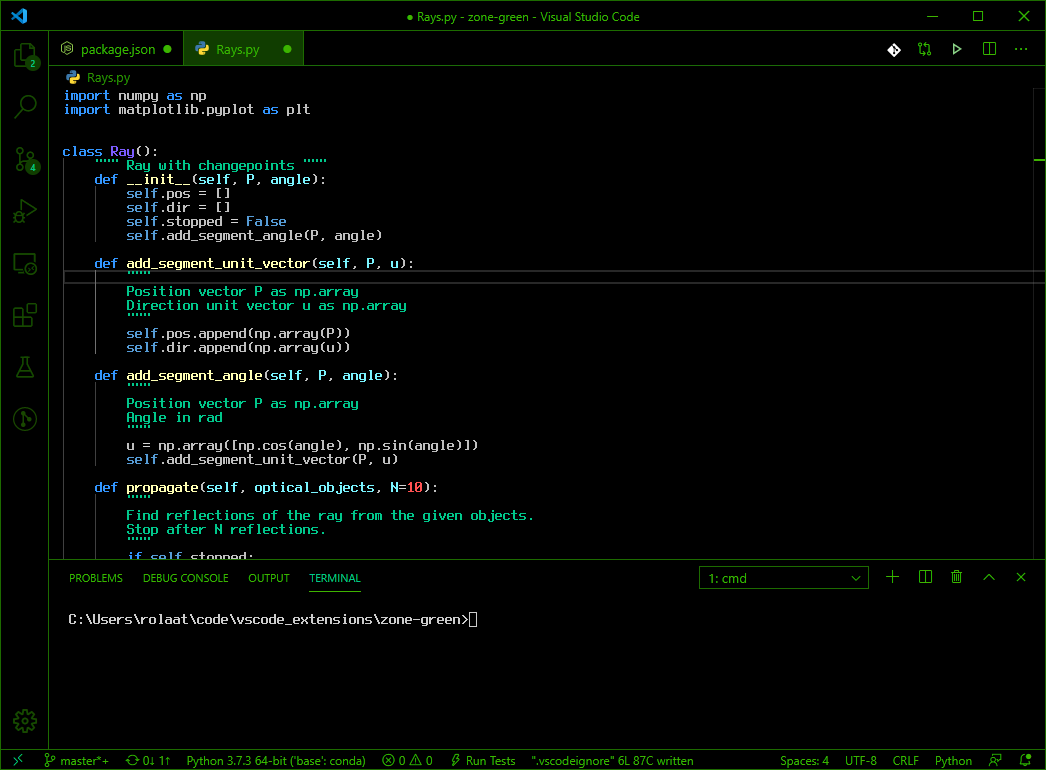 ● Rays.py - zone-green - Visual Studio Code
package.json ●
Rays.py ●
2
Rays.py
import numpy as np
import matplotlib.pyplot as plt
class Ray():
""" Ray with changepoints """
def __init__(self, P, angle):
self.pos = []
self.dir = []
self.stopped = False
self.add_segment_angle(P, angle)
def add_segment_unit_vector(self, P, u):
"""
Position vector P as np.array
Direction unit vector u as np.array
"""
self.pos.append(np.array(P))
self.dir.append(np.array(u))
def add_segment_angle(self, P, angle):
"""
Position vector P as np.array
Angle in rad
"""
u = np.array([np.cos(angle), np.sin(angle)])
self.add_segment_unit_vector(P, u)
def propagate(self, optical_objects, N=10):
"""
Find reflections of the ray from the given objects.
Stop after N reflections.
"""
if self.stopped:
4
PROBLEMS DEBUG CONSOLE OUTPUT TERMINAL 1: cmd
C:\Users\rolaat\code\vscode_extensions\zone-green>
master*+ 0↓ 1↑ Python 3.7.3 64-bit ('base': conda) 0 0 Run Tests ".vscodeignore" 6L 87C written Spaces: 4 UTF-8 CRLF Python